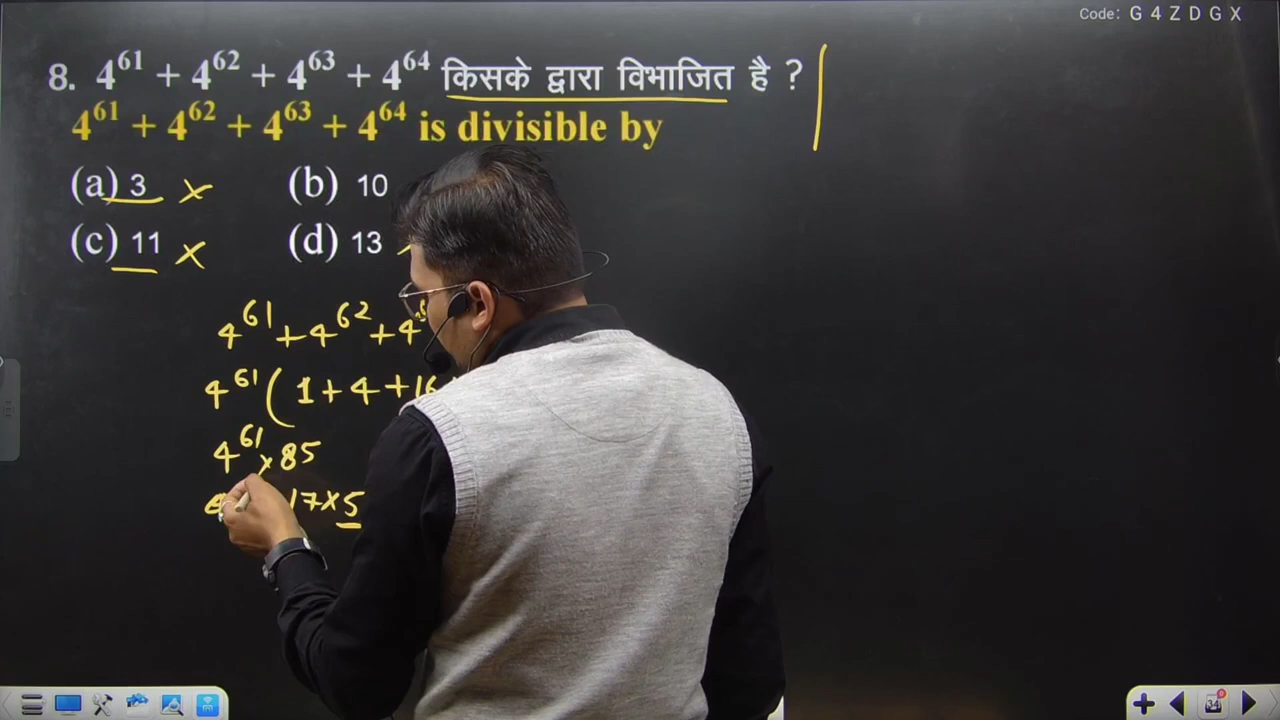 Code: G 4 Z D G X
8. 4^61 + 4^62 + 4^63 + 4^64 किसके द्वारा विभाजित है ?
4^61 + 4^62 + 4^63 + 4^64 is divisible by
(a) 3 × (b) 10
(c) 11 × (d) 13
4^61 + 4^62 + 4
4^61 ( 1 + 4 + 16
4^61 × 85
17 × 5
34